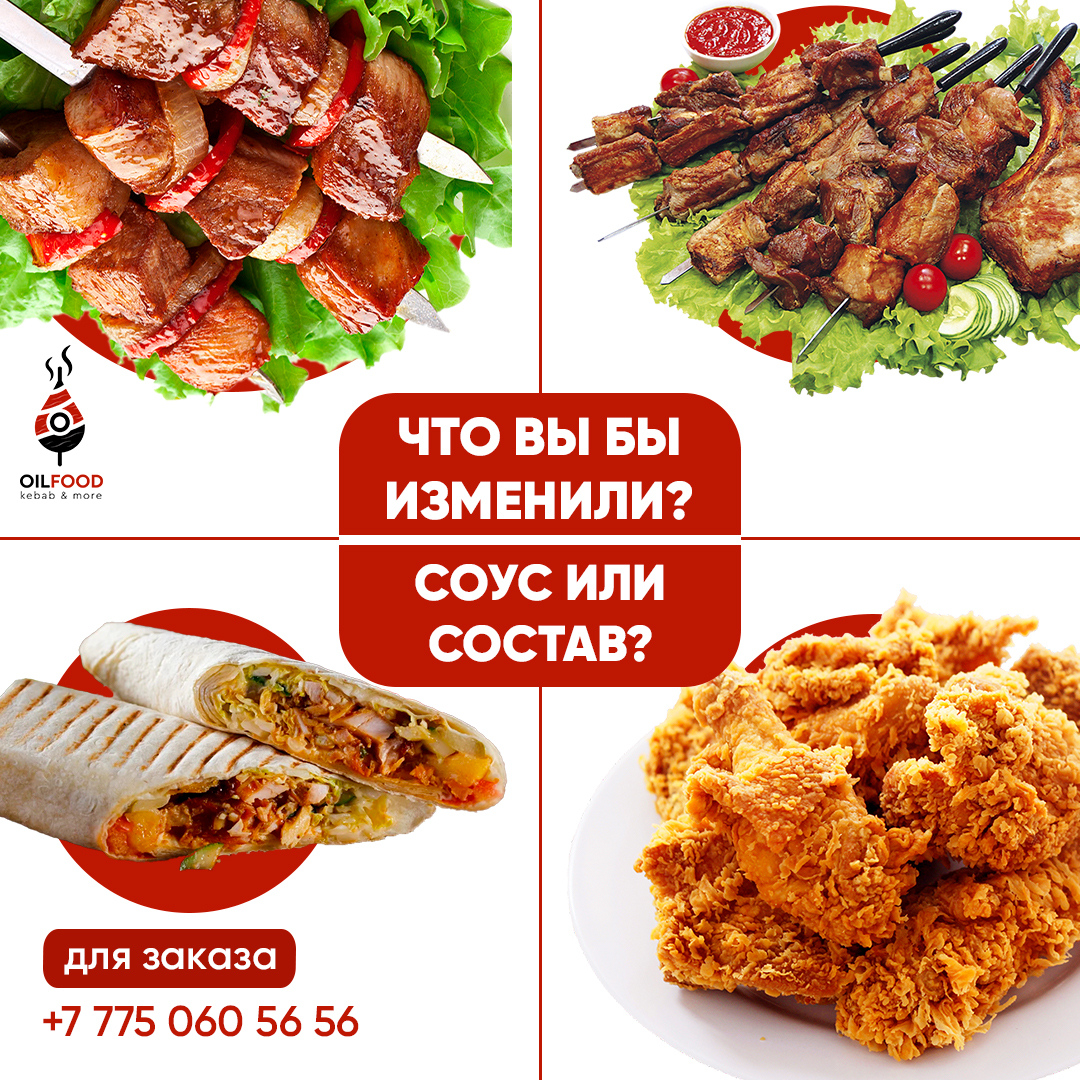 OILFOOD
kebab & more
ЧТО ВЫ БЫ
ИЗМЕНИЛИ?
СОУС ИЛИ
СОСТАВ?
для заказа
+7 775 060 56 56